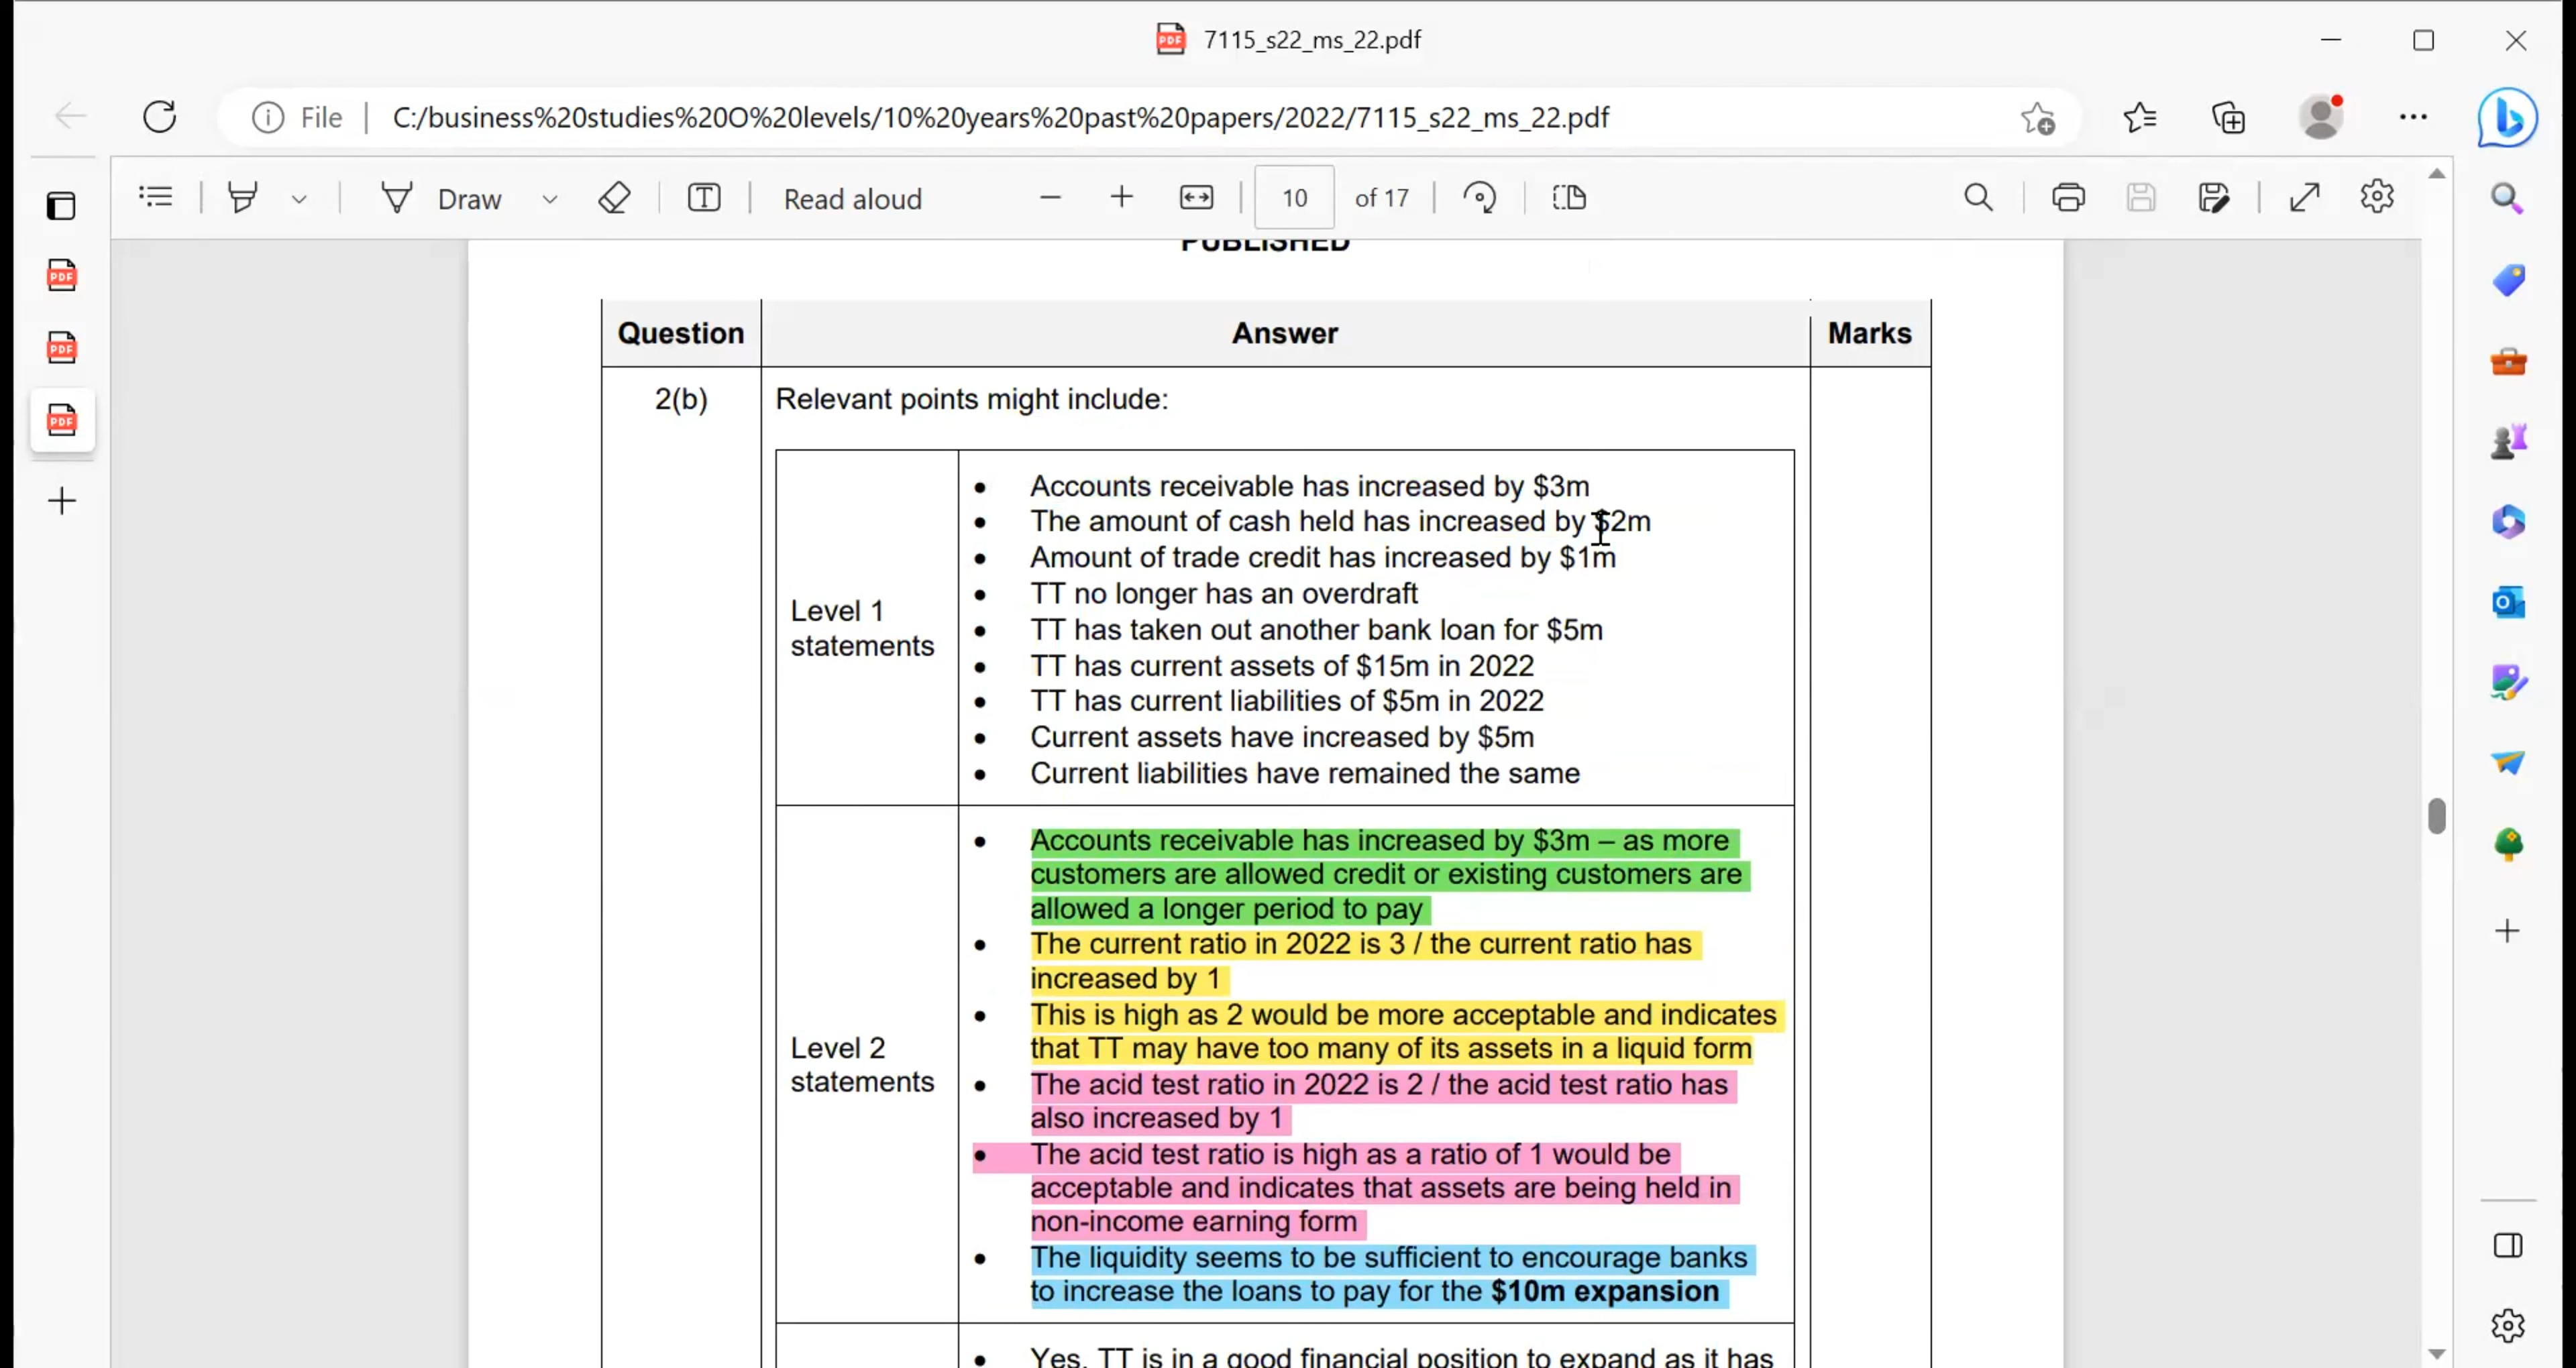 7115_s22_ms_22.pdf
File C:/business%20studies%20O%20levels/10%20years%20past%20papers/2022/7115_s22_ms_22.pdf
Draw
Read aloud
10 of 17
PUBLISHED
Question Answer Marks
2(b) Relevant points might include:
Level 1
statements
• Accounts receivable has increased by $3m
• The amount of cash held has increased by $2m
• Amount of trade credit has increased by $1m
• TT no longer has an overdraft
• TT has taken out another bank loan for $5m
• TT has current assets of $15m in 2022
• TT has current liabilities of $5m in 2022
• Current assets have increased by $5m
• Current liabilities have remained the same
Level 2
statements
• Accounts receivable has increased by $3m – as more
customers are allowed credit or existing customers are
allowed a longer period to pay
• The current ratio in 2022 is 3 / the current ratio has
increased by 1
• This is high as 2 would be more acceptable and indicates
that TT may have too many of its assets in a liquid form
• The acid test ratio in 2022 is 2 / the acid test ratio has
also increased by 1
• The acid test ratio is high as a ratio of 1 would be
acceptable and indicates that assets are being held in
non-income earning form
• The liquidity seems to be sufficient to encourage banks
to increase the loans to pay for the $10m expansion
• Yes, TT is in a good financial position to expand as it has